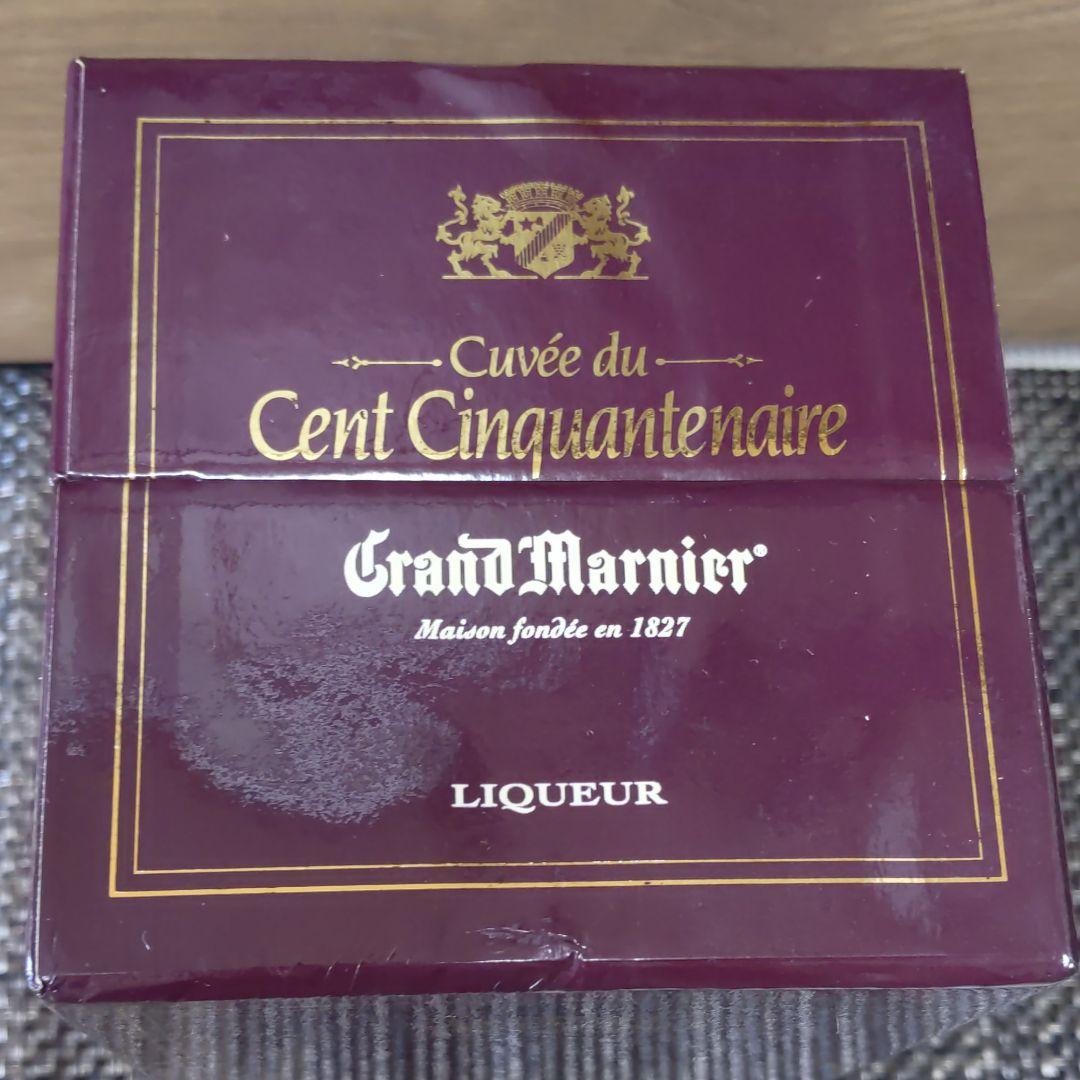 Cuvée du
Cent Cinquantenaire
Grand Marnier®
Maison fondée en 1827
LIQUEUR